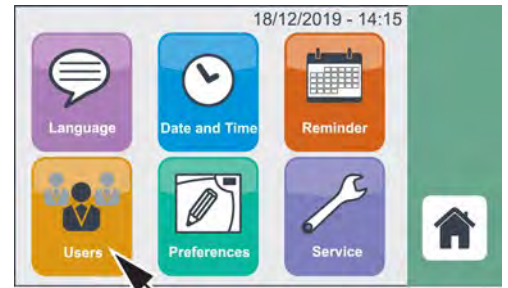 18/12/2019 - 14:15
Language
Date and Time
Reminder
Users
Preferences
Service